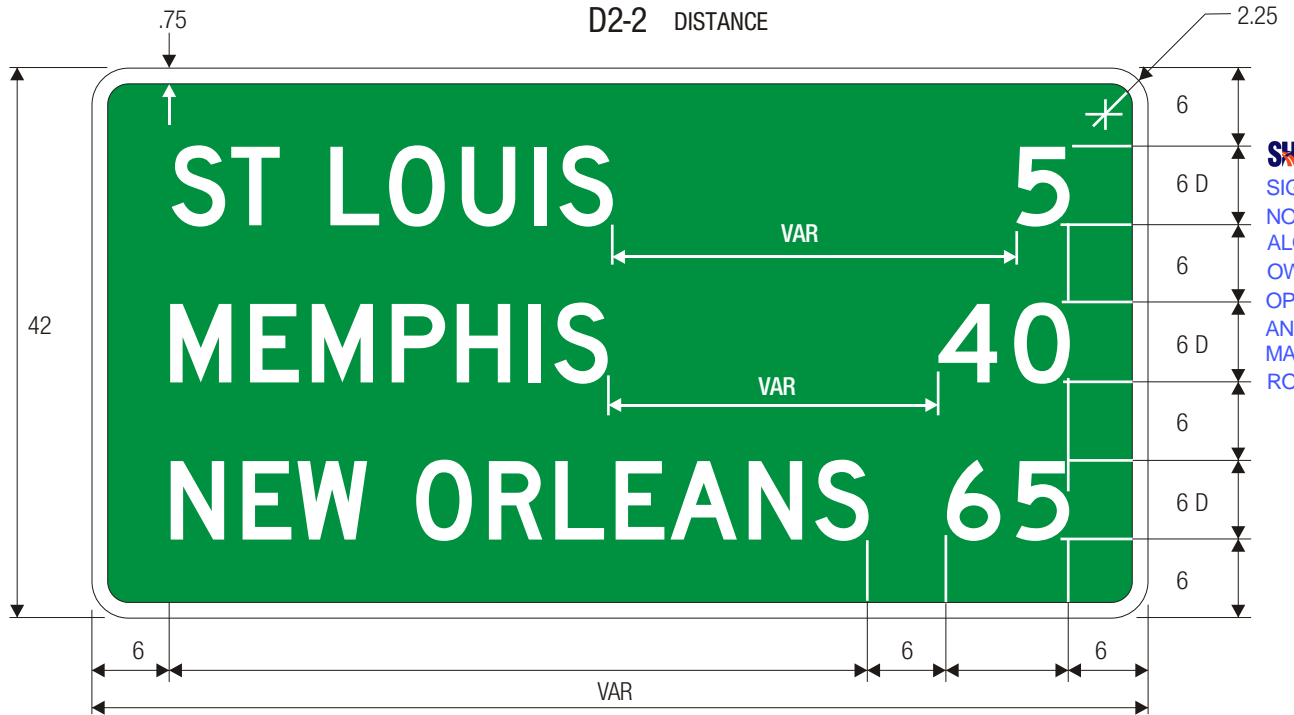 D2-2 DISTANCE
.75
2.25
42
6
6 D
6
6 D
6
6 D
6
ST LOUIS 5
VAR
MEMPHIS 40
VAR
NEW ORLEANS 65
6
6
6
VAR